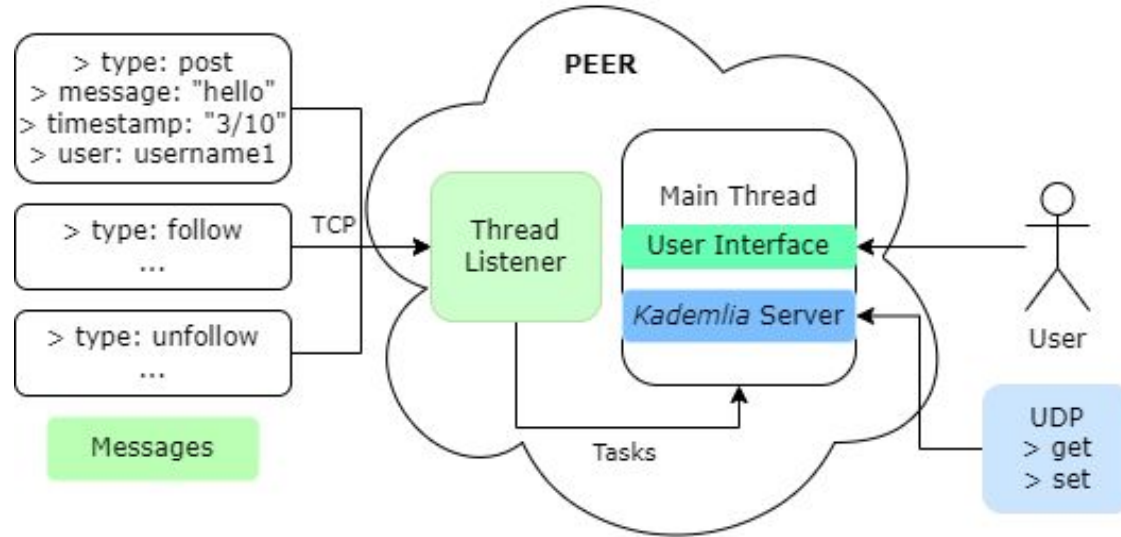 > type: post
> message: "hello"
> timestamp: "3/10"
> user: username1
> type: follow
...
> type: unfollow
...
Messages
TCP
PEER
Thread
Listener
Main Thread
User Interface
Kademlia Server
Tasks
User
UDP
> get
> set